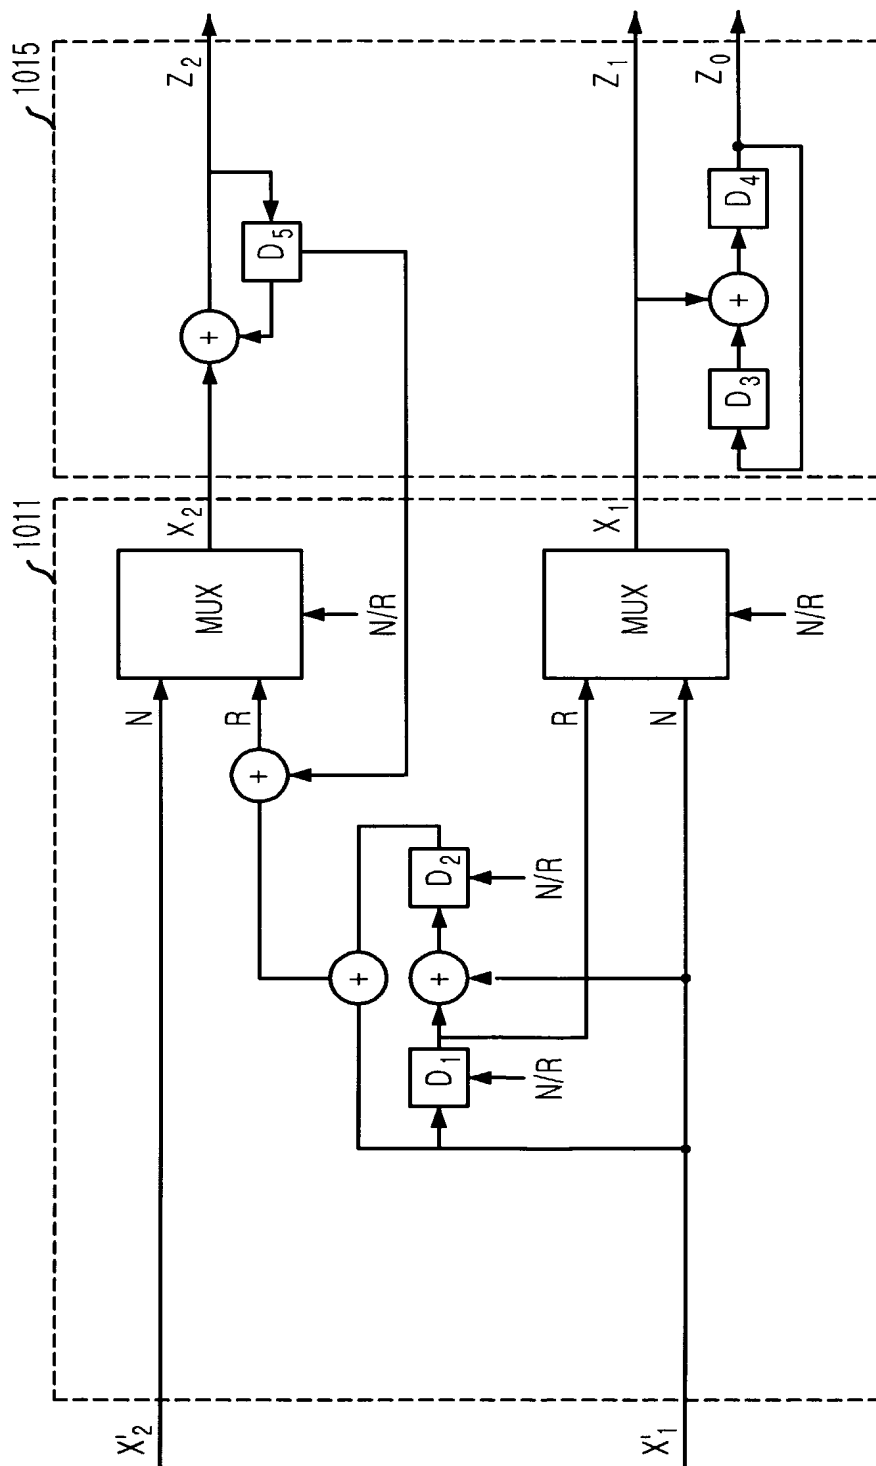 1011
1015
X'2
N
MUX
X2
Z2
R
N/R
D5
D1
N/R
D2
N/R
R
N
MUX
N/R
X1
Z1
X'1
D3
D4
Z0
+
+
+
+
+
+